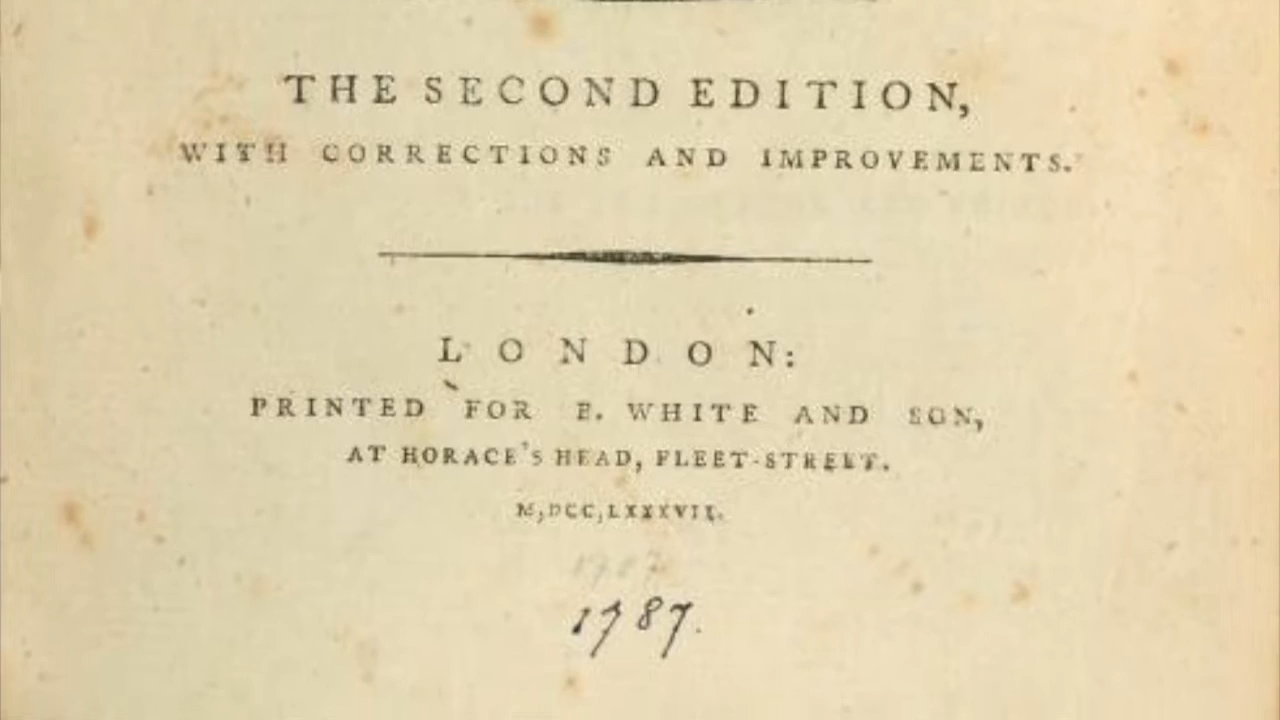 THE SECOND EDITION,
WITH CORRECTIONS AND IMPROVEMENTS.
LONDON:
PRINTED FOR B. WHITE AND SON,
AT HORACE'S HEAD, FLEET-STREET.
M,DCC,LXXXVII.
1787
1787.